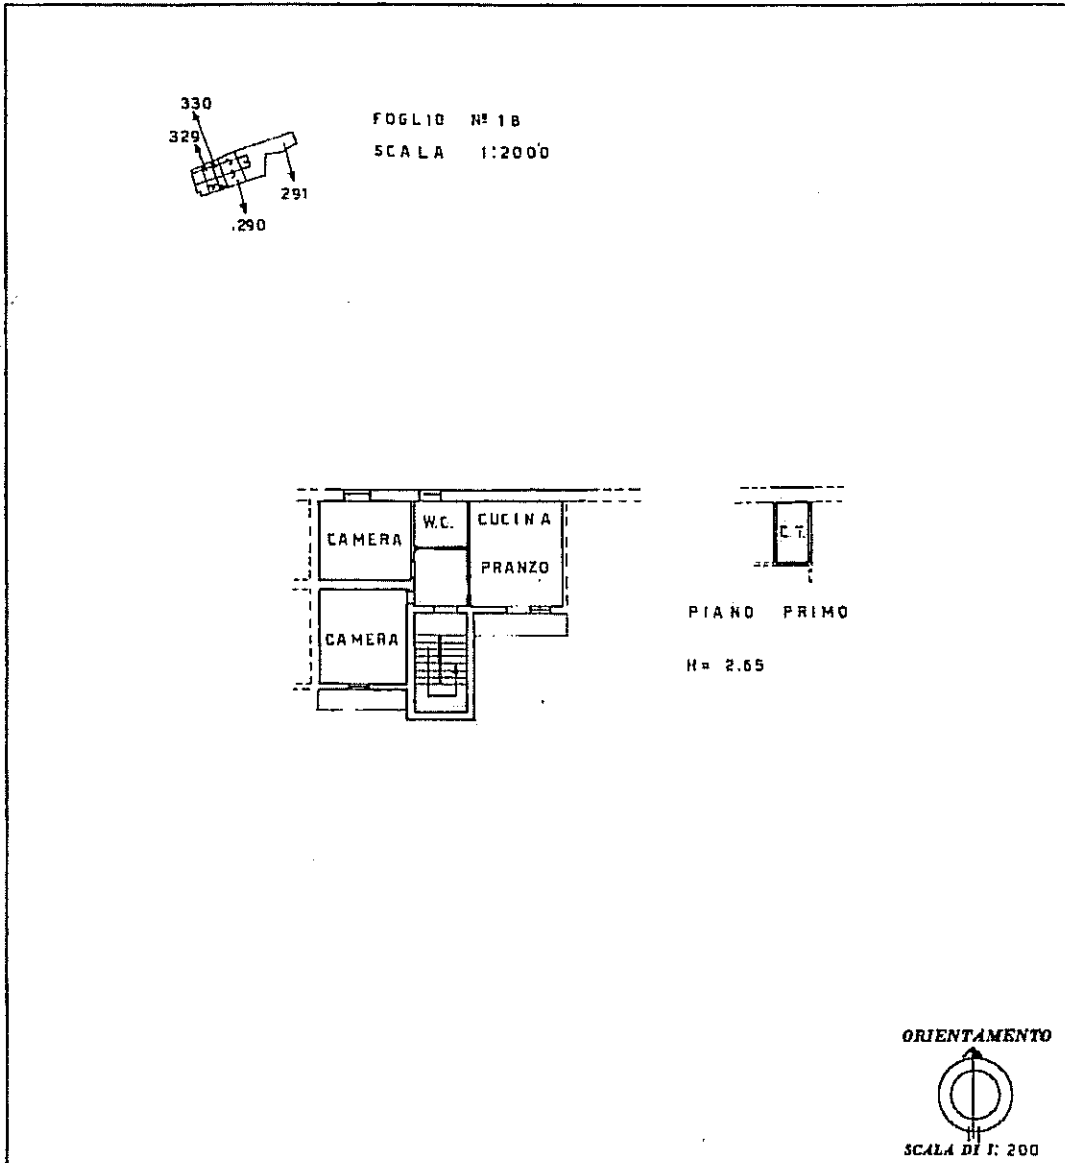 330
329
FOGLIO Nº 18
SCALA 1:2000
291
290
CAMERA
W.C.
CUCINA
PRANZO
C.T.
CAMERA
PIANO PRIMO
H= 2.65
ORIENTAMENTO
SCALA DI 1: 200